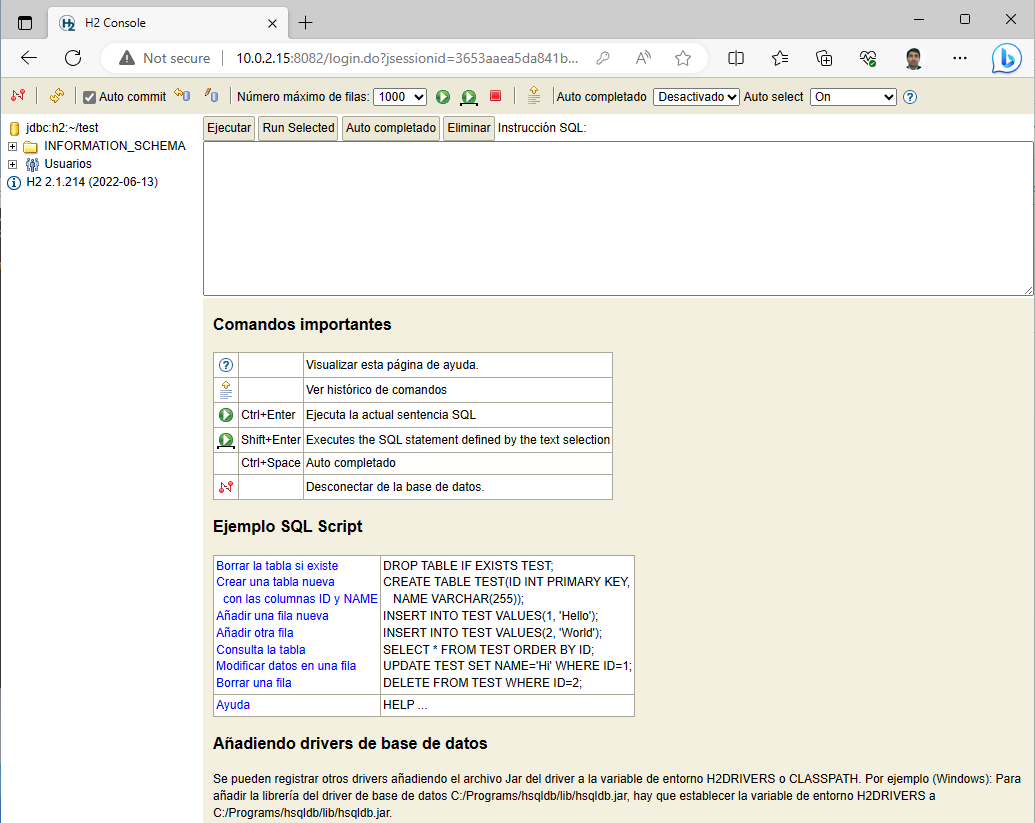 H2 Console
Not secure
10.0.2.15:8082/login.do?jsessionid=3653aaea5da841b...
Auto commit
Número máximo de filas: 1000
Auto completado Desactivado Auto select On
jdbc:h2:~/test
INFORMATION_SCHEMA
Usuarios
H2 2.1.214 (2022-06-13)
Ejecutar Run Selected Auto completado Eliminar Instrucción SQL:
Comandos importantes
Visualizar esta página de ayuda.
Ver histórico de comandos
Ctrl+Enter Ejecuta la actual sentencia SQL
Shift+Enter Executes the SQL statement defined by the text selection
Ctrl+Space Auto completado
Desconectar de la base de datos.
Ejemplo SQL Script
Borrar la tabla si existe DROP TABLE IF EXISTS TEST;
Crear una tabla nueva CREATE TABLE TEST(ID INT PRIMARY KEY,
con las columnas ID y NAME NAME VARCHAR(255));
Añadir una fila nueva INSERT INTO TEST VALUES(1, 'Hello');
Añadir otra fila INSERT INTO TEST VALUES(2, 'World');
Consulta la tabla SELECT * FROM TEST ORDER BY ID;
Modificar datos en una fila UPDATE TEST SET NAME='Hi' WHERE ID=1;
Borrar una fila DELETE FROM TEST WHERE ID=2;
Ayuda HELP ...
Añadiendo drivers de base de datos
Se pueden registrar otros drivers añadiendo el archivo Jar del driver a la variable de entorno H2DRIVERS o CLASSPATH. Por ejemplo (Windows): Para
añadir la librería del driver de base de datos C:/Programs/hsqldb/lib/hsqldb.jar, hay que establecer la variable de entorno H2DRIVERS a
C:/Programs/hsqldb/lib/hsqldb.jar.